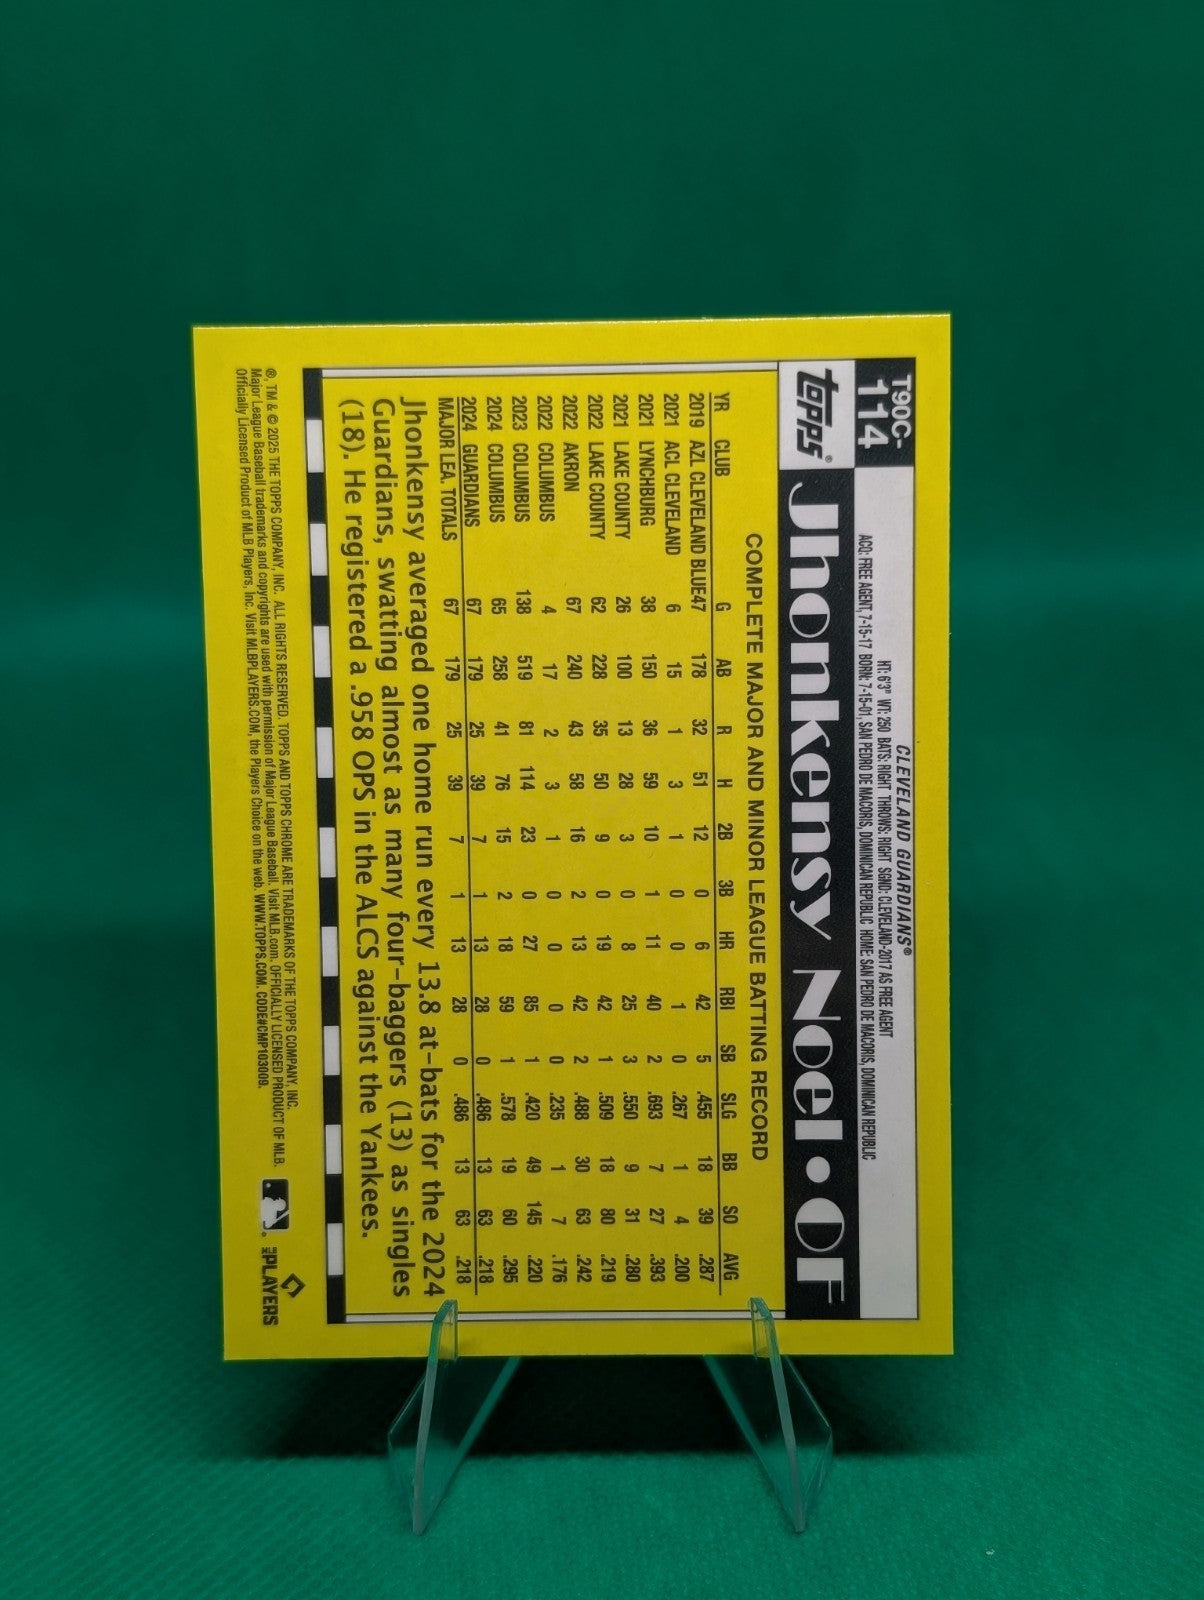 T90C-
114
CLEVELAND GUARDIANS®
HT: 6'3" WT: 250 BATS: RIGHT THROWS: RIGHT SGND: CLEVELAND-2017 AS FREE AGENT
ACQ: FREE AGENT, 7-15-17 BORN: 7-15-01, SAN PEDRO DE MACORIS, DOMINICAN REPUBLIC HOME: SAN PEDRO DE MACORIS, DOMINICAN REPUBLIC
topps® Jhonkensy Noel • OF
COMPLETE MAJOR AND MINOR LEAGUE BATTING RECORD
YR CLUB G AB R H 2B 3B HR RBI SB SLG BB SO AVG
2019 AZL CLEVELAND BLUE 47 178 32 51 12 0 6 42 5 .455 18 39 .287
2021 ACL CLEVELAND 6 15 1 3 1 0 0 1 0 .267 1 4 .200
2021 LYNCHBURG 38 150 36 59 10 1 11 40 2 .693 7 27 .393
2021 LAKE COUNTY 26 100 13 28 3 0 8 25 3 .550 9 31 .280
2022 LAKE COUNTY 62 228 35 50 9 0 19 42 1 .509 18 80 .219
2022 AKRON 67 240 43 58 16 2 13 42 2 .488 30 63 .242
2022 COLUMBUS 4 17 2 3 1 0 0 0 0 .235 1 7 .176
2023 COLUMBUS 138 519 81 114 23 0 27 85 1 .420 49 145 .220
2024 COLUMBUS 65 258 41 76 15 2 18 59 1 .578 19 60 .295
2024 GUARDIANS 67 179 25 39 7 1 13 28 0 .486 13 63 .218
MAJOR LEA. TOTALS 67 179 25 39 7 1 13 28 0 .486 13 63 .218
Jhonkensy averaged one home run every 13.8 at-bats for the 2024
Guardians, swatting almost as many four-baggers (13) as singles
(18). He registered a .958 OPS in the ALCS against the Yankees.
®, TM & © 2025 THE TOPPS COMPANY, INC. ALL RIGHTS RESERVED. TOPPS AND TOPPS CHROME ARE TRADEMARKS OF THE TOPPS COMPANY, INC.
Major League Baseball trademarks and copyrights are used with permission of Major League Baseball. Visit MLB.com. OFFICIALLY LICENSED PRODUCT OF MLB
Officially Licensed Product of MLB Players, Inc. Visit MLBPLAYERS.COM, the Players Choice on the web. WWW.TOPPS.COM. CODE#CMP103009.
MLB PLAYERS